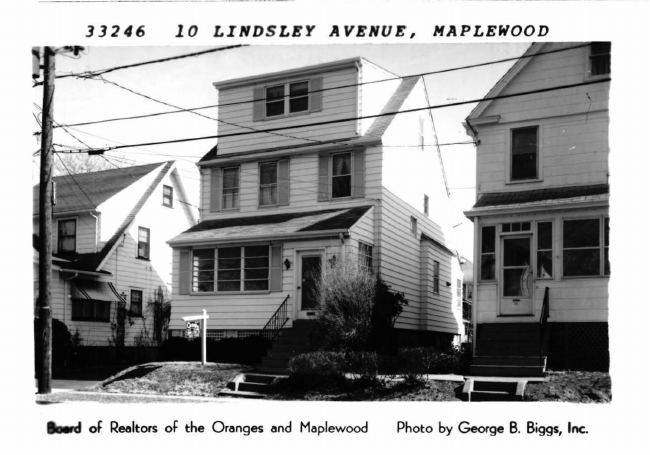 33246 10 LINDSLEY AVENUE, MAPLEWOOD
Board of Realtors of the Oranges and Maplewood Photo by George B. Biggs, Inc.